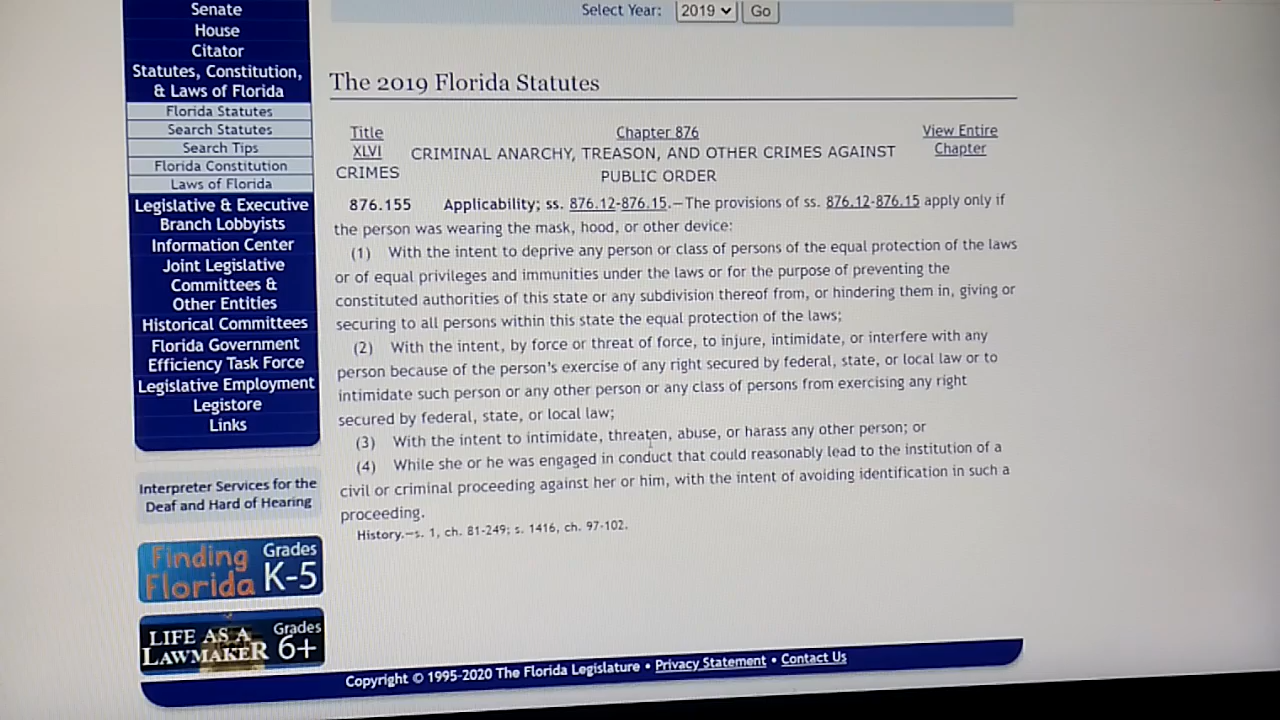 Senate
House
Citator
Statutes, Constitution,
& Laws of Florida
Florida Statutes
Search Statutes
Search Tips
Florida Constitution
Laws of Florida
Legislative & Executive
Branch Lobbyists
Information Center
Joint Legislative
Committees &
Other Entities
Historical Committees
Florida Government
Efficiency Task Force
Legislative Employment
Legistore
Links
Interpreter Services for the
Deaf and Hard of Hearing
Finding
Florida
Grades
K-5
LIFE AS A
LAWMAKER
Grades
6+
Select Year: 2019 Go
The 2019 Florida Statutes
Title
XLVI
CRIMES
Chapter 876
CRIMINAL ANARCHY, TREASON, AND OTHER CRIMES AGAINST
PUBLIC ORDER
View Entire
Chapter
876.155 Applicability; ss. 876.12-876.15.—The provisions of ss. 876.12-876.15 apply only if
the person was wearing the mask, hood, or other device:
(1) With the intent to deprive any person or class of persons of the equal protection of the laws
or of equal privileges and immunities under the laws or for the purpose of preventing the
constituted authorities of this state or any subdivision thereof from, or hindering them in, giving or
securing to all persons within this state the equal protection of the laws;
(2) With the intent, by force or threat of force, to injure, intimidate, or interfere with any
person because of the person's exercise of any right secured by federal, state, or local law or to
intimidate such person or any other person or any class of persons from exercising any right
secured by federal, state, or local law;
(3) With the intent to intimidate, threaten, abuse, or harass any other person; or
(4) While she or he was engaged in conduct that could reasonably lead to the institution of a
civil or criminal proceeding against her or him, with the intent of avoiding identification in such a
proceeding.
History.—s. 1, ch. 81-249; s. 1416, ch. 97-102.
Copyright © 1995-2020 The Florida Legislature • Privacy Statement • Contact Us